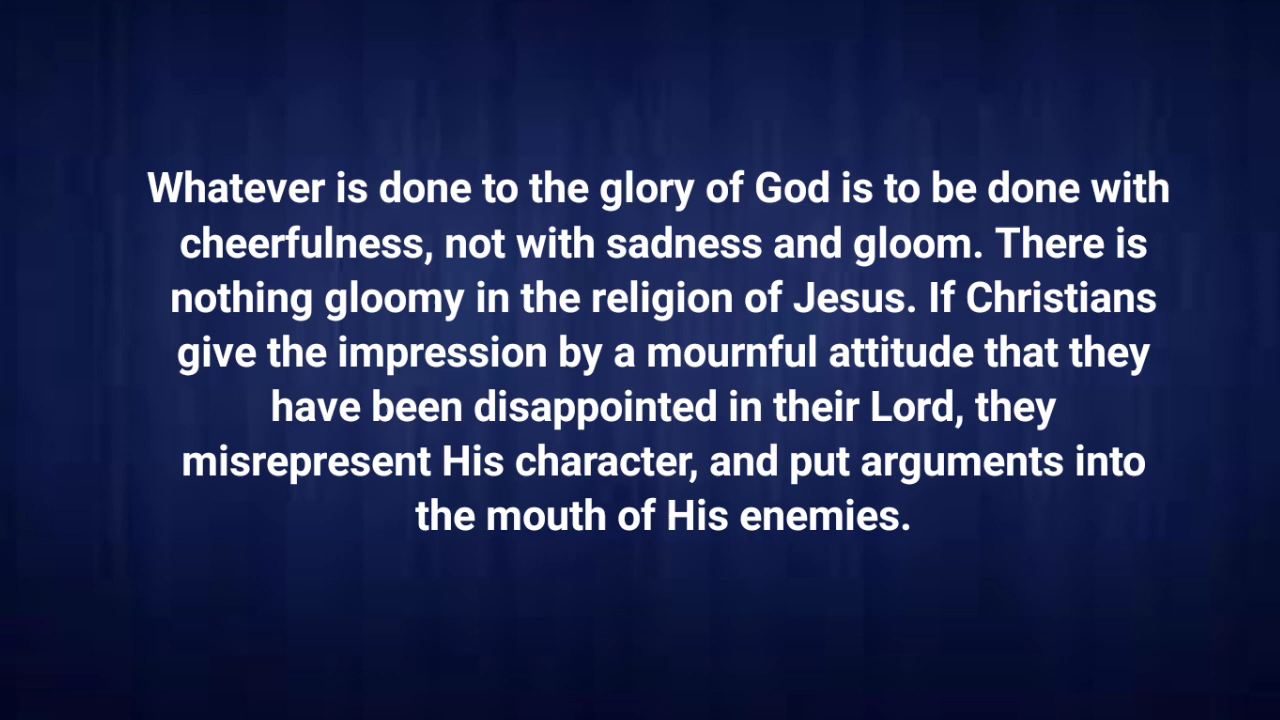 Whatever is done to the glory of God is to be done with
cheerfulness, not with sadness and gloom. There is
nothing gloomy in the religion of Jesus. If Christians
give the impression by a mournful attitude that they
have been disappointed in their Lord, they
misrepresent His character, and put arguments into
the mouth of His enemies.